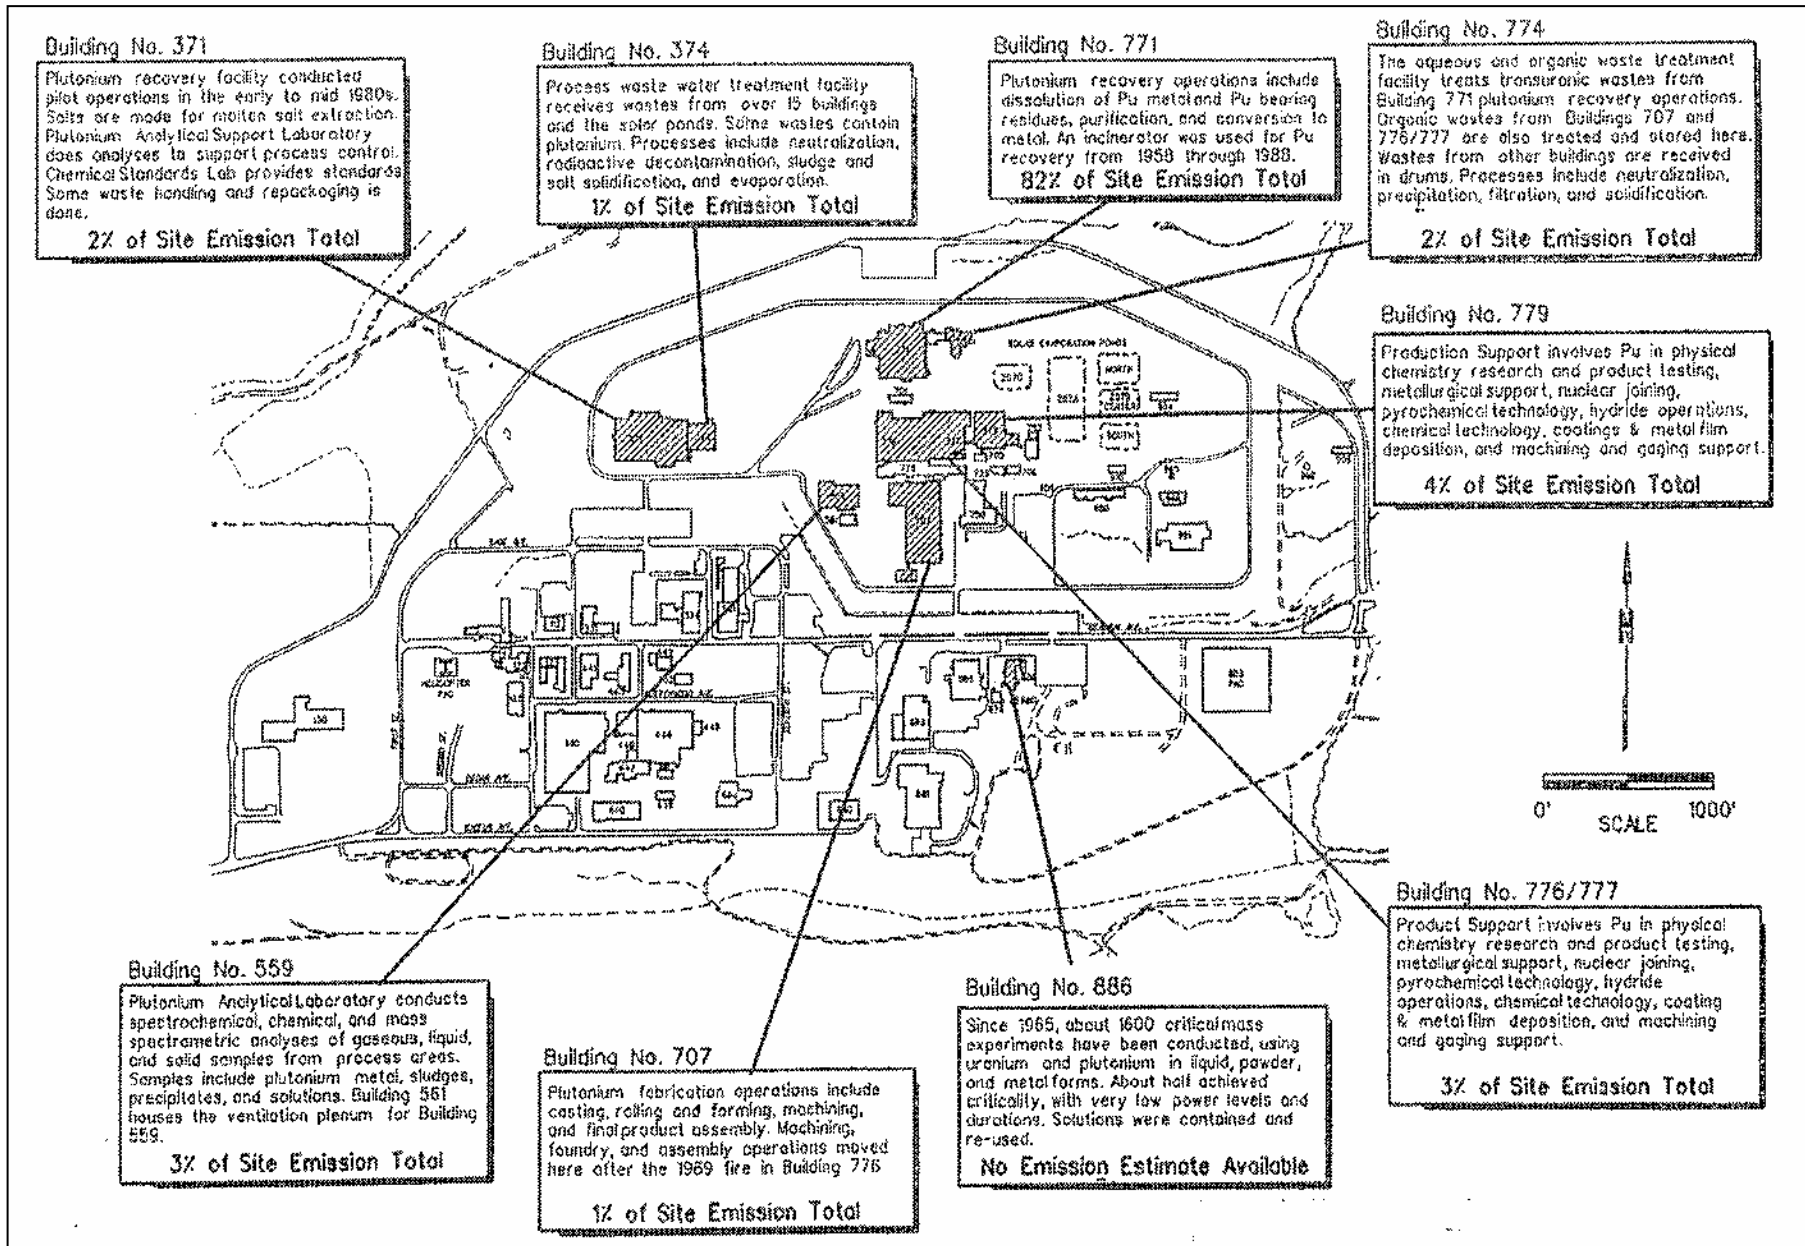 Building No. 371
Plutonium recovery facility conducted
pilot operations in the early to mid 1980s.
Salts are made for molten salt extraction.
Plutonium Analytical Support Laboratory
does analyses to support process control.
Chemical Standards Lab provides standards
Some waste handling and repackaging is
done.
2% of Site Emission Total
Building No. 374
Process waste water treatment facility
receives wastes from over 15 buildings
and the solar ponds. Some wastes contain
plutonium. Processes include neutralization,
radioactive decontamination, sludge and
salt solidification, and evaporation.
1% of Site Emission Total
Building No. 771
Plutonium recovery operations include
dissolution of Pu metal and Pu bearing
residues, purification, and conversion to
metal. An incinerator was used for Pu
recovery from 1958 through 1988.
82% of Site Emission Total
Building No. 774
The aqueous and organic waste treatment
facility treats transuranic wastes from
Building 771 plutonium recovery operations.
Organic wastes from Buildings 707 and
776/777 are also treated and stored here.
Wastes from other buildings are received
in drums. Processes include neutralization,
precipitation, filtration, and solidification.
2% of Site Emission Total
Building No. 779
Production Support involves Pu in physical
chemistry research and product testing,
metallurgical support, nuclear joining,
pyrochemical technology, hydride operations,
chemical technology, coatings & metal film
deposition, and machining and gaging support.
4% of Site Emission Total
EVAPORATION PONDS
NORTH
CENTER
SOUTH
HELICOPTER
PAD
N
0' 1000'
SCALE
Building No. 776/777
Product Support involves Pu in physical
chemistry research and product testing,
metallurgical support, nuclear joining,
pyrochemical technology, hydride
operations, chemical technology, coating
& metal film deposition, and machining
and gaging support.
3% of Site Emission Total
Building No. 559
Plutonium Analytical Laboratory conducts
spectrochemical, chemical, and mass
spectrametric analyses of gaseous, liquid,
and solid samples from process areas.
Samples include plutonium metal, sludges,
precipitates, and solutions. Building 561
houses the ventilation plenum for Building
559.
3% of Site Emission Total
Building No. 707
Plutonium fabrication operations include
casting, rolling and forming, machining,
and final product assembly. Machining,
foundry, and assembly operations moved
here after the 1969 fire in Building 776
1% of Site Emission Total
Building No. 886
Since 1965, about 1600 critical mass
experiments have been conducted, using
uranium and plutonium in liquid, powder,
and metal forms. About half achieved
criticality, with very low power levels and
durations. Solutions were contained and
re-used.
No Emission Estimate Available